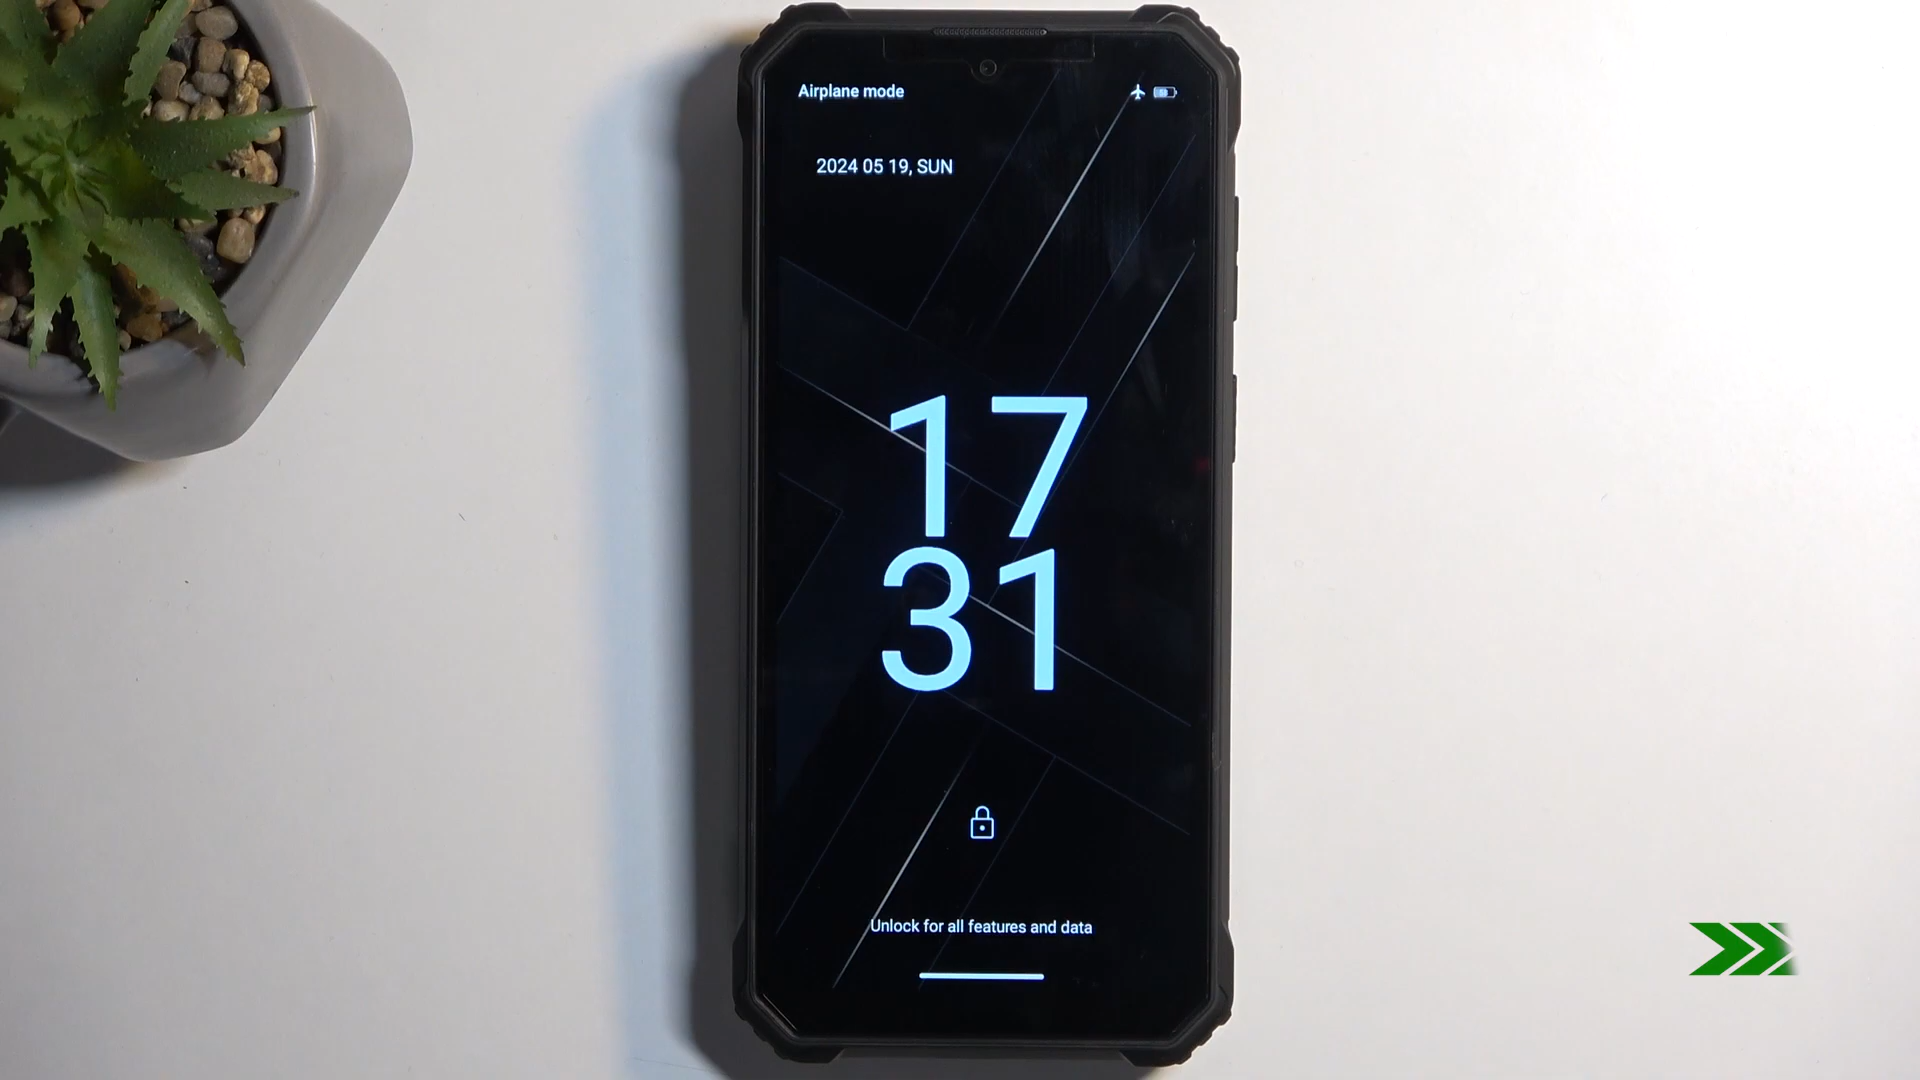 Airplane mode
2024 05 19, SUN
17
31
Unlock for all features and data